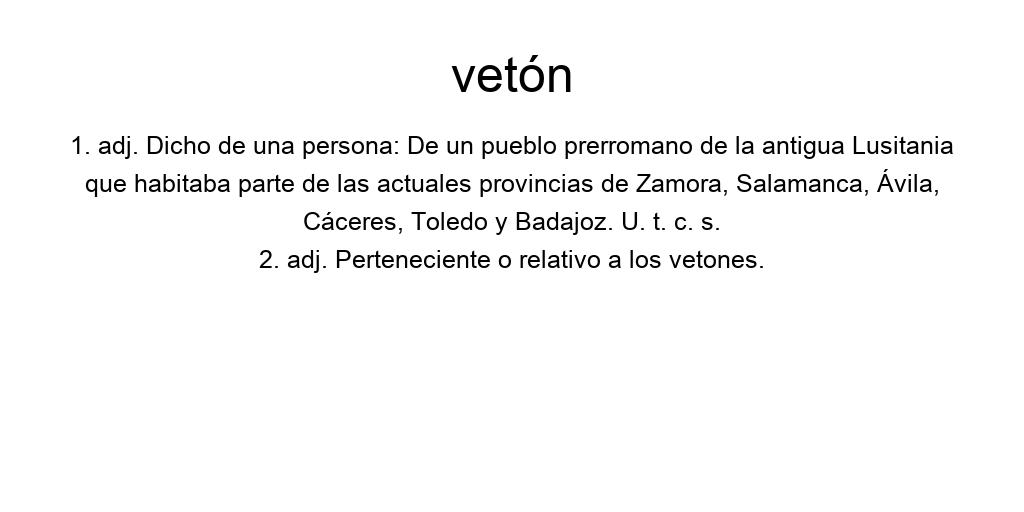 vetón
1. adj. Dicho de una persona: De un pueblo prerromano de la antigua Lusitania
que habitaba parte de las actuales provincias de Zamora, Salamanca, Ávila,
Cáceres, Toledo y Badajoz. U. t. c. s.
2. adj. Perteneciente o relativo a los vetones.